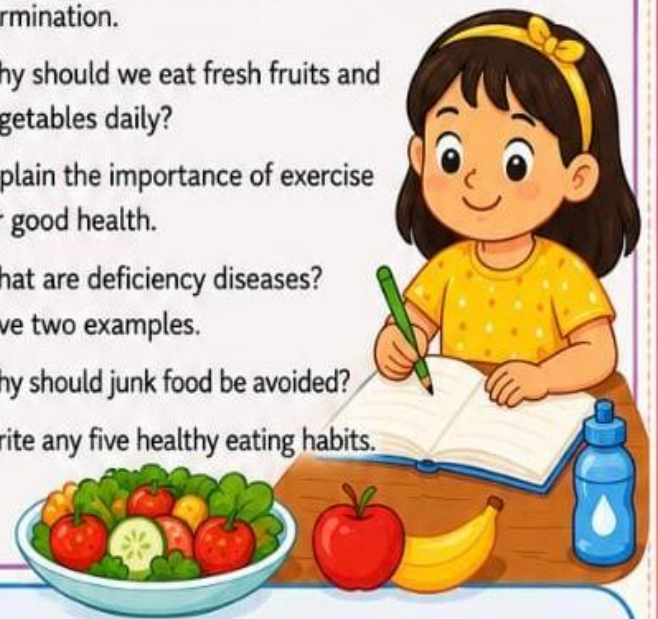 rmination.
hy should we eat fresh fruits and
getables daily?
plain the importance of exercise
r good health.
hat are deficiency diseases?
ve two examples.
hy should junk food be avoided?
rite any five healthy eating habits.